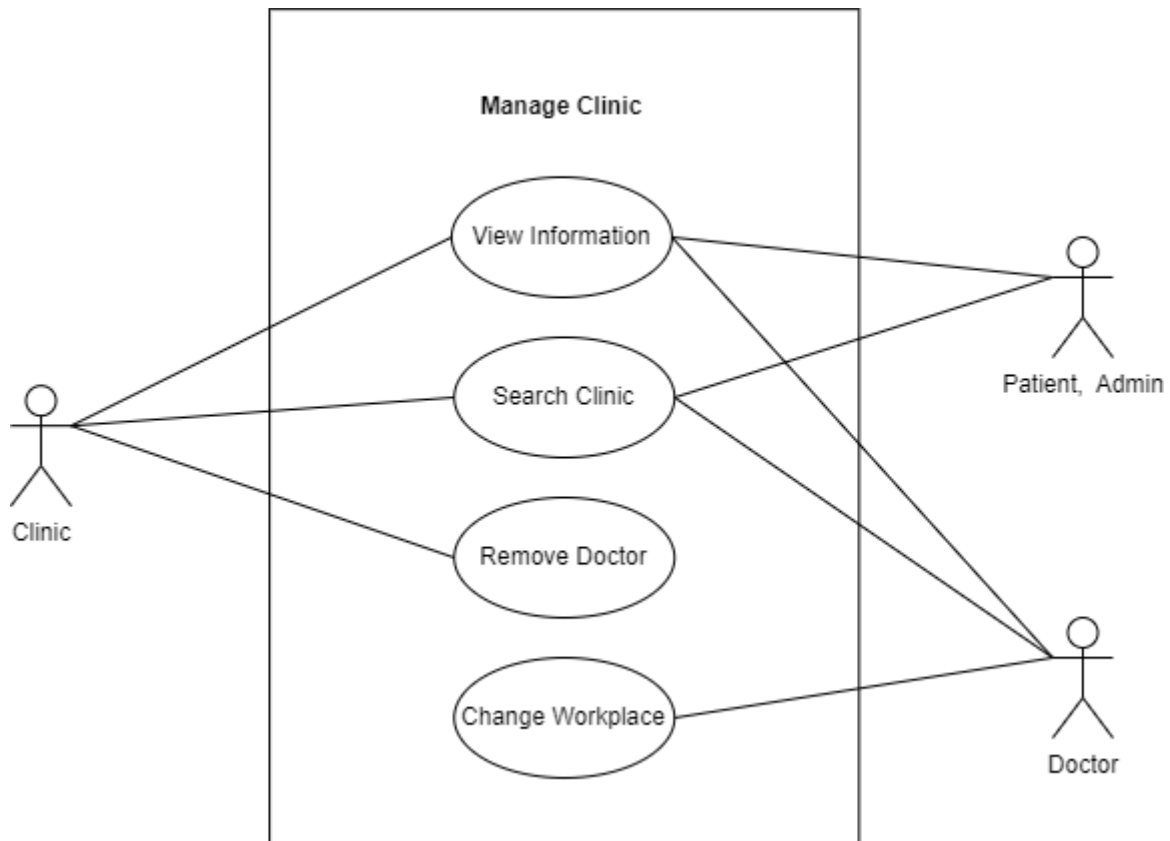 Manage Clinic
View Information
Search Clinic
Patient, Admin
Clinic
Remove Doctor
Change Workplace
Doctor